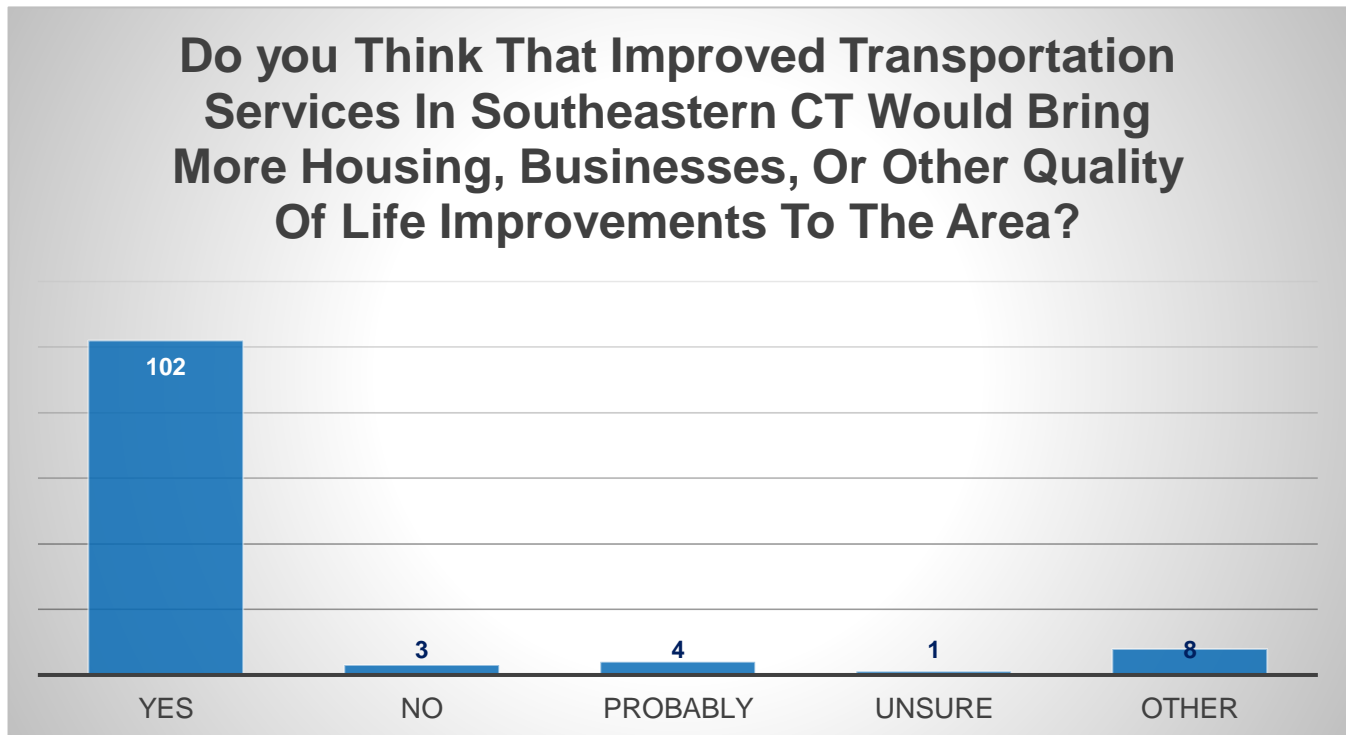 Do you Think That Improved Transportation
Services In Southeastern CT Would Bring
More Housing, Businesses, Or Other Quality
Of Life Improvements To The Area?
102
3
4
1
8
YES
NO
PROBABLY
UNSURE
OTHER